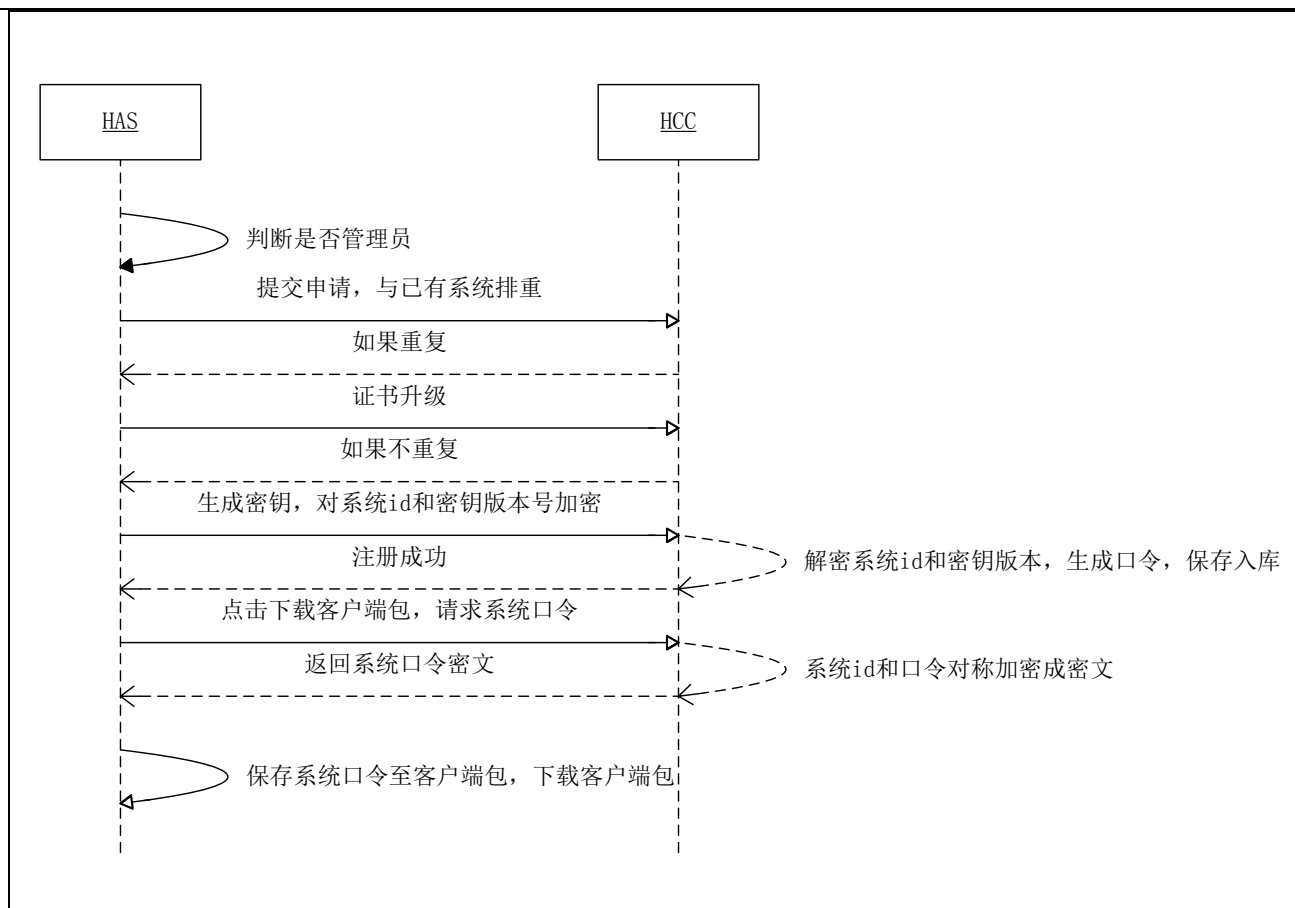 HAS
HCC
判断是否管理员
提交申请，与已有系统排重
如果重复
证书升级
如果不重复
生成密钥，对系统id和密钥版本号加密
注册成功
解密系统id和密钥版本，生成口令，保存入库
点击下载客户端包，请求系统口令
返回系统口令密文
系统id和口令对称加密成密文
保存系统口令至客户端包，下载客户端包